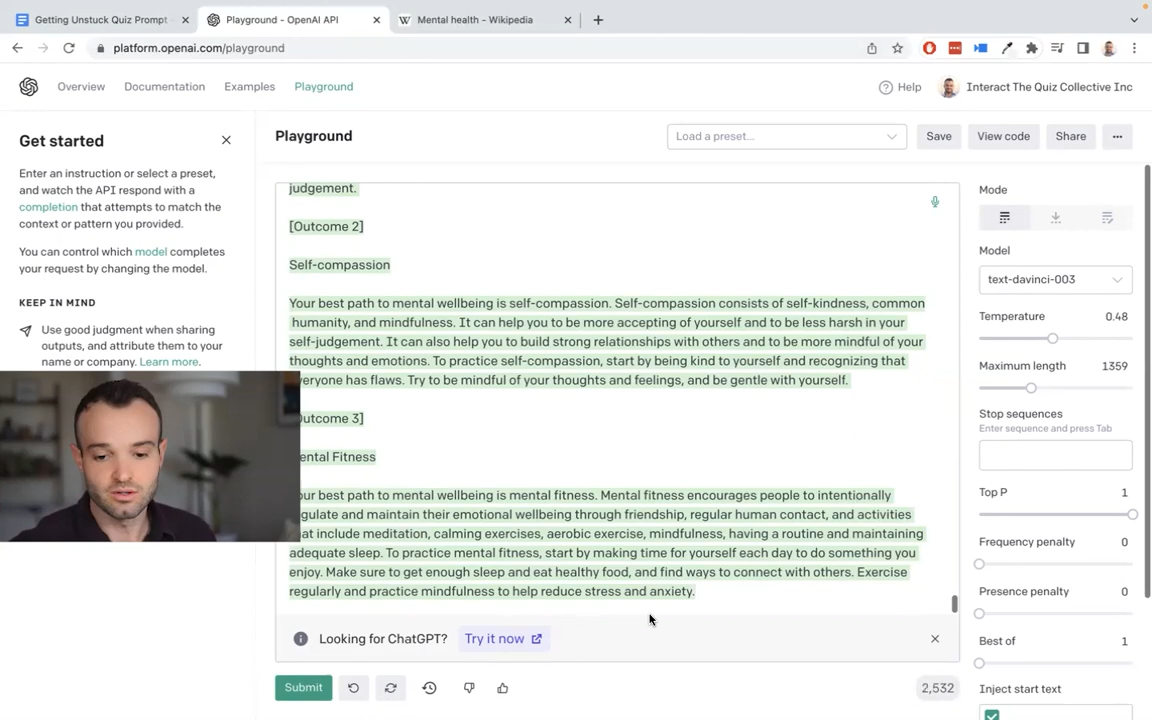 Getting Unstuck Quiz Prompt
Playground - OpenAI API
Mental health - Wikipedia
platform.openai.com/playground
Overview
Documentation
Examples
Playground
Help
Interact The Quiz Collective Inc
Get started
Enter an instruction or select a preset,
and watch the API respond with a
completion that attempts to match the
context or pattern you provided.
You can control which model completes
your request by changing the model.
KEEP IN MIND
Use good judgment when sharing
outputs, and attribute them to your
name or company. Learn more.
Playground
Load a preset...
Save
View code
Share
judgement.
[Outcome 2]
Self-compassion
Your best path to mental wellbeing is self-compassion. Self-compassion consists of self-kindness, common
humanity, and mindfulness. It can help you to be more accepting of yourself and to be less harsh in your
self-judgement. It can also help you to build strong relationships with others and to be more mindful of your
thoughts and emotions. To practice self-compassion, start by being kind to yourself and recognizing that
veryone has flaws. Try to be mindful of your thoughts and feelings, and be gentle with yourself.
utcome 3]
ental Fitness
our best path to mental wellbeing is mental fitness. Mental fitness encourages people to intentionally
gulate and maintain their emotional wellbeing through friendship, regular human contact, and activities
at include meditation, calming exercises, aerobic exercise, mindfulness, having a routine and maintaining
adequate sleep. To practice mental fitness, start by making time for yourself each day to do something you
enjoy. Make sure to get enough sleep and eat healthy food, and find ways to connect with others. Exercise
regularly and practice mindfulness to help reduce stress and anxiety.
Looking for ChatGPT? Try it now
Submit
2,532
Mode
Model
text-davinci-003
Temperature 0.48
Maximum length 1359
Stop sequences
Enter sequence and press Tab
Top P 1
Frequency penalty 0
Presence penalty 0
Best of 1
Inject start text